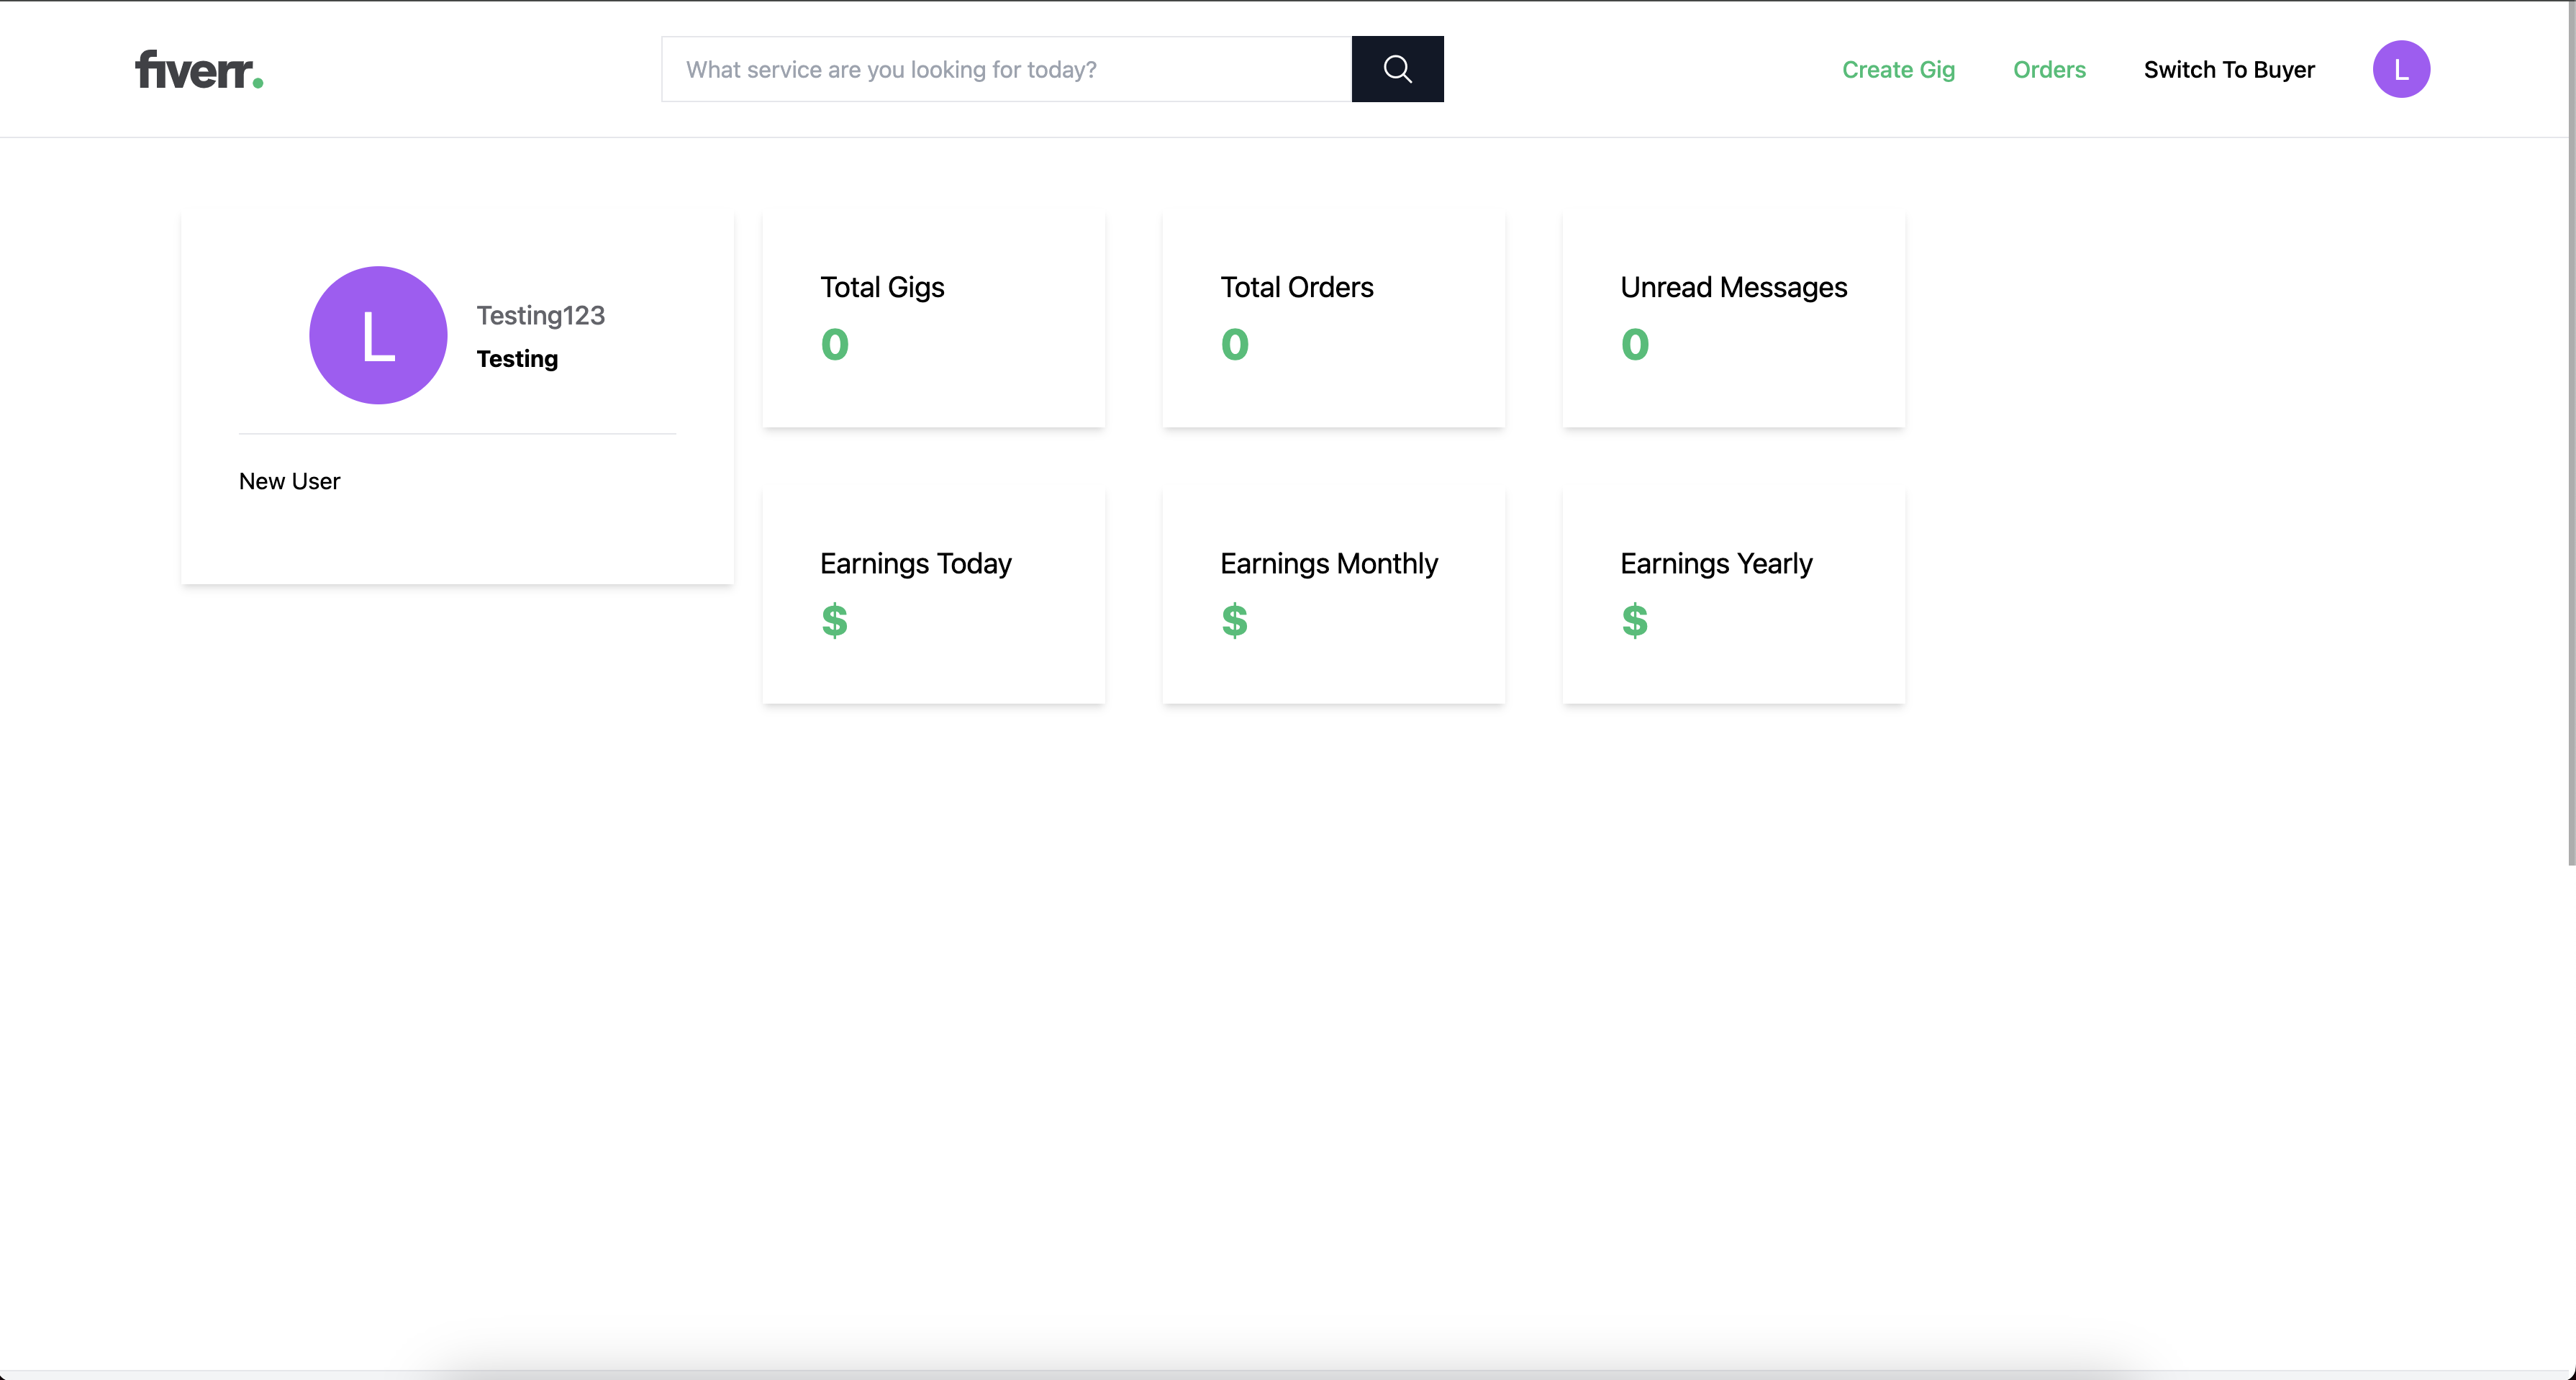 fiverr.
What service are you looking for today?
Create Gig
Orders
Switch To Buyer
L
L
Testing123
Testing
New User
Total Gigs
0
Total Orders
0
Unread Messages
0
Earnings Today
$
Earnings Monthly
$
Earnings Yearly
$